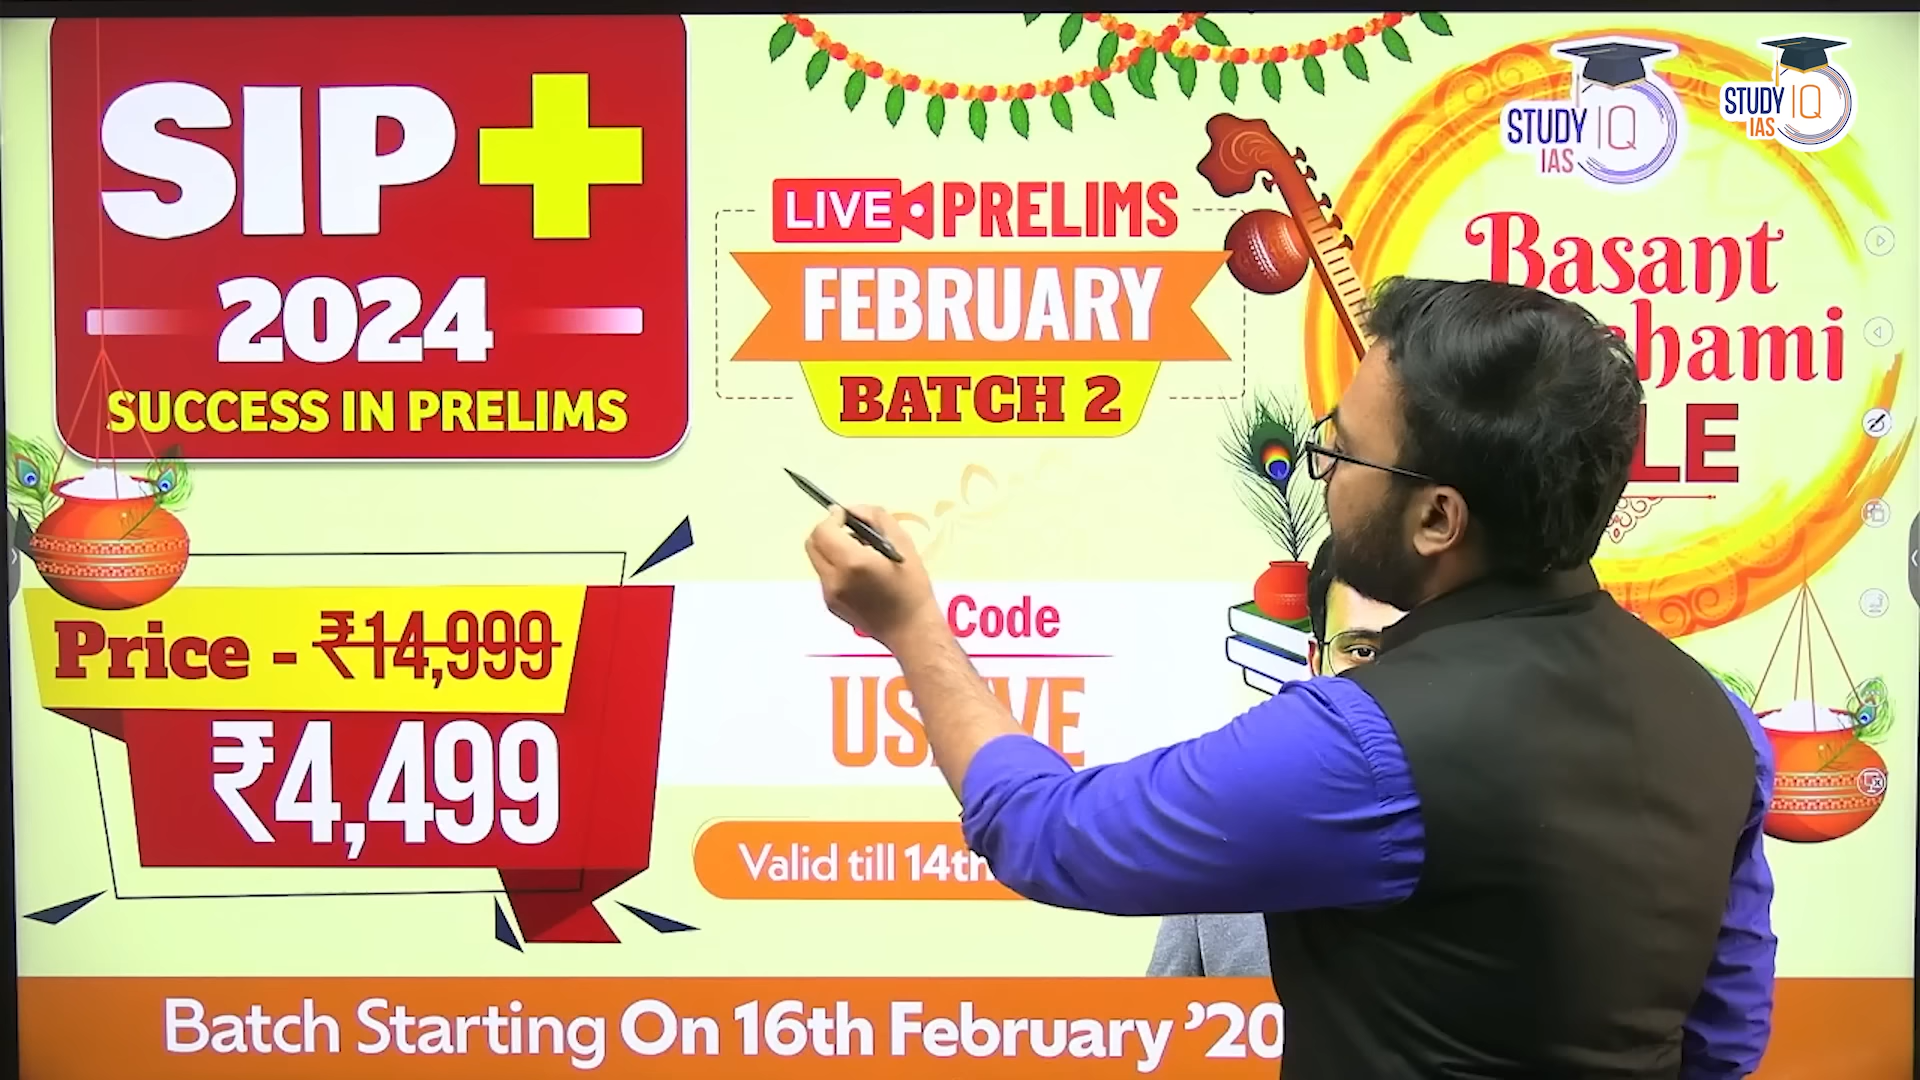 SIP+
2024
SUCCESS IN PRELIMS
LIVE PRELIMS
FEBRUARY
BATCH 2
STUDY IQ
IAS
STUDY IQ
IAS
Basant
Price - ₹14,999
₹4,499
Code
Valid till 14th
Batch Starting On 16th February